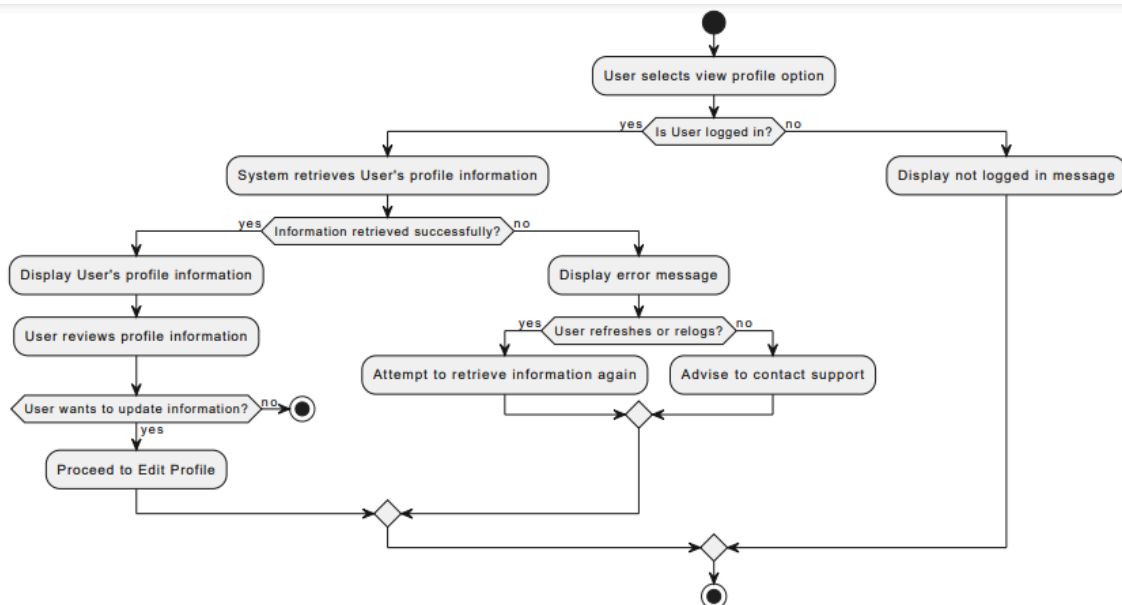 User selects view profile option
yes
Is User logged in?
no
System retrieves User's profile information
Display not logged in message
yes
Information retrieved successfully?
no
Display User's profile information
Display error message
User reviews profile information
yes
User refreshes or relogs?
no
Attempt to retrieve information again
Advise to contact support
User wants to update information?
no
yes
Proceed to Edit Profile